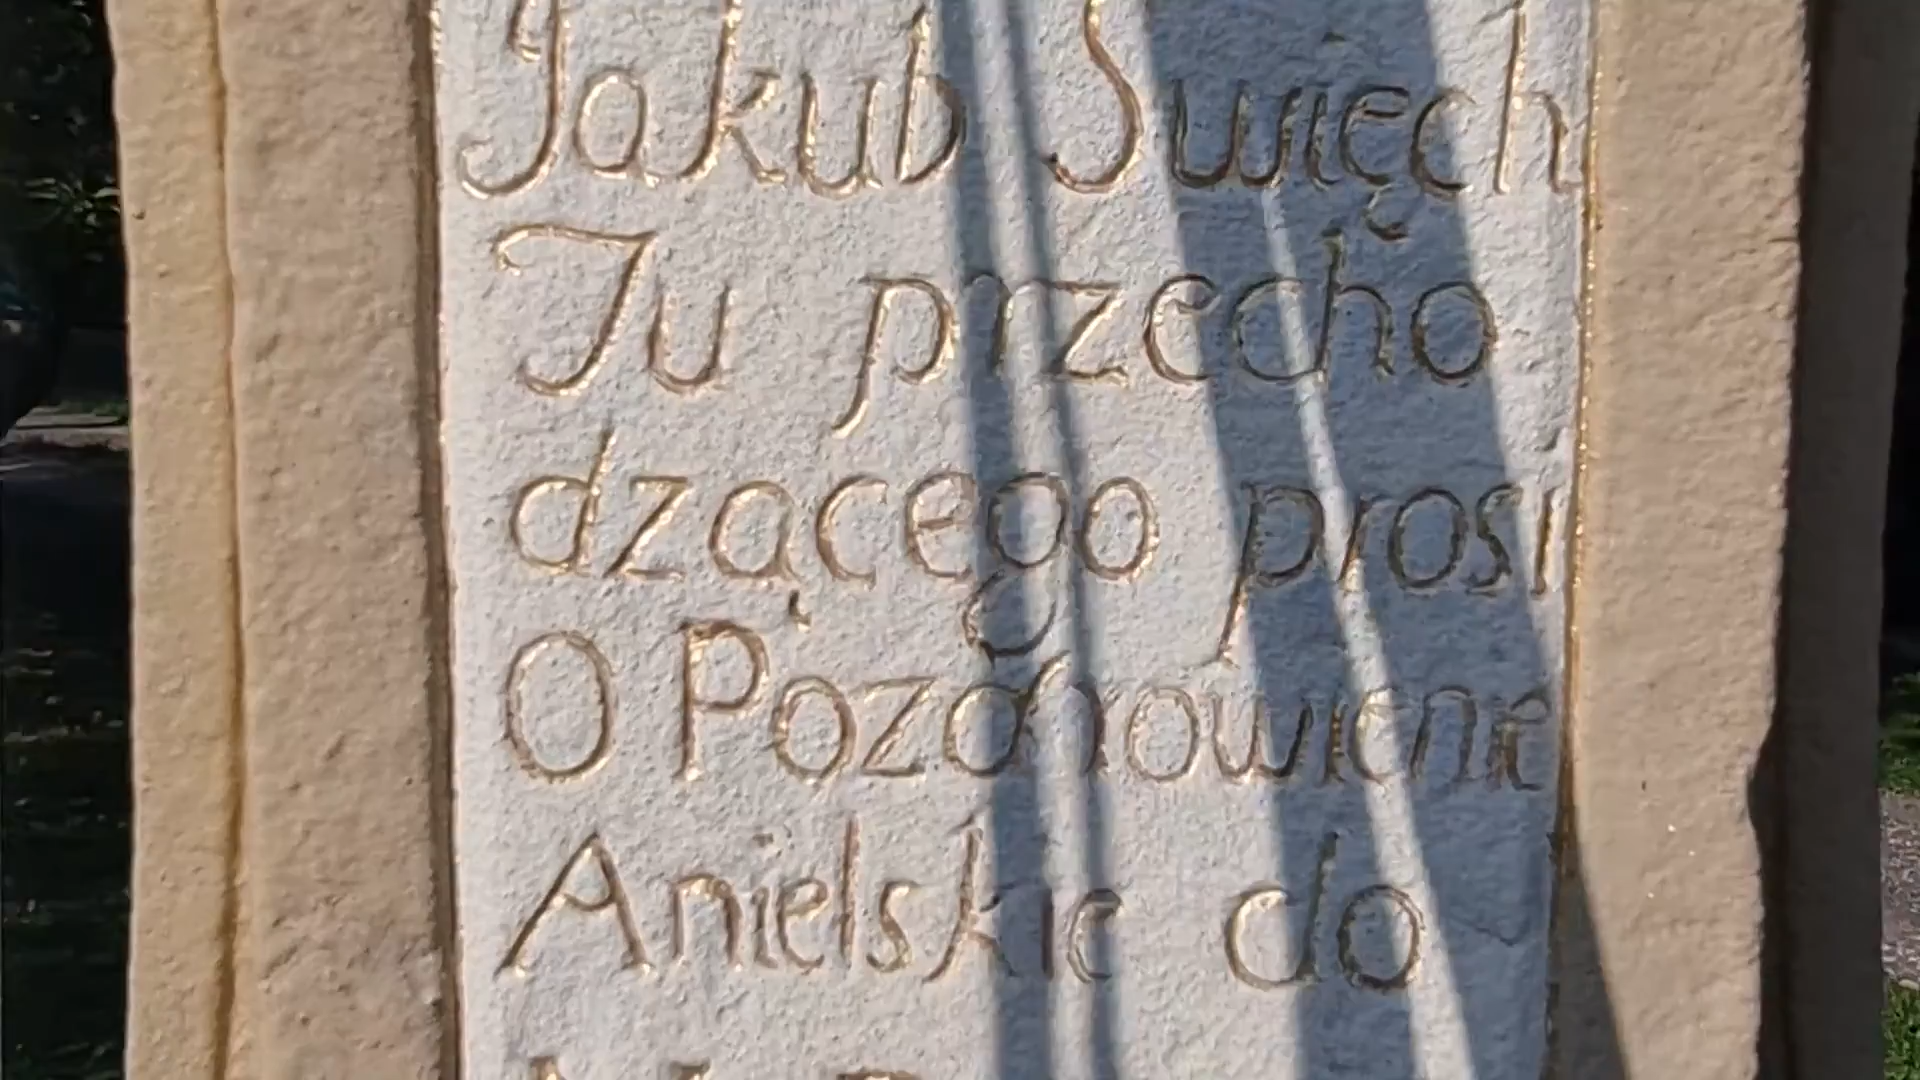 Jakub Swięch
Tu przecho
dzącego prosi
O Pozdrowienie
Anielskie do